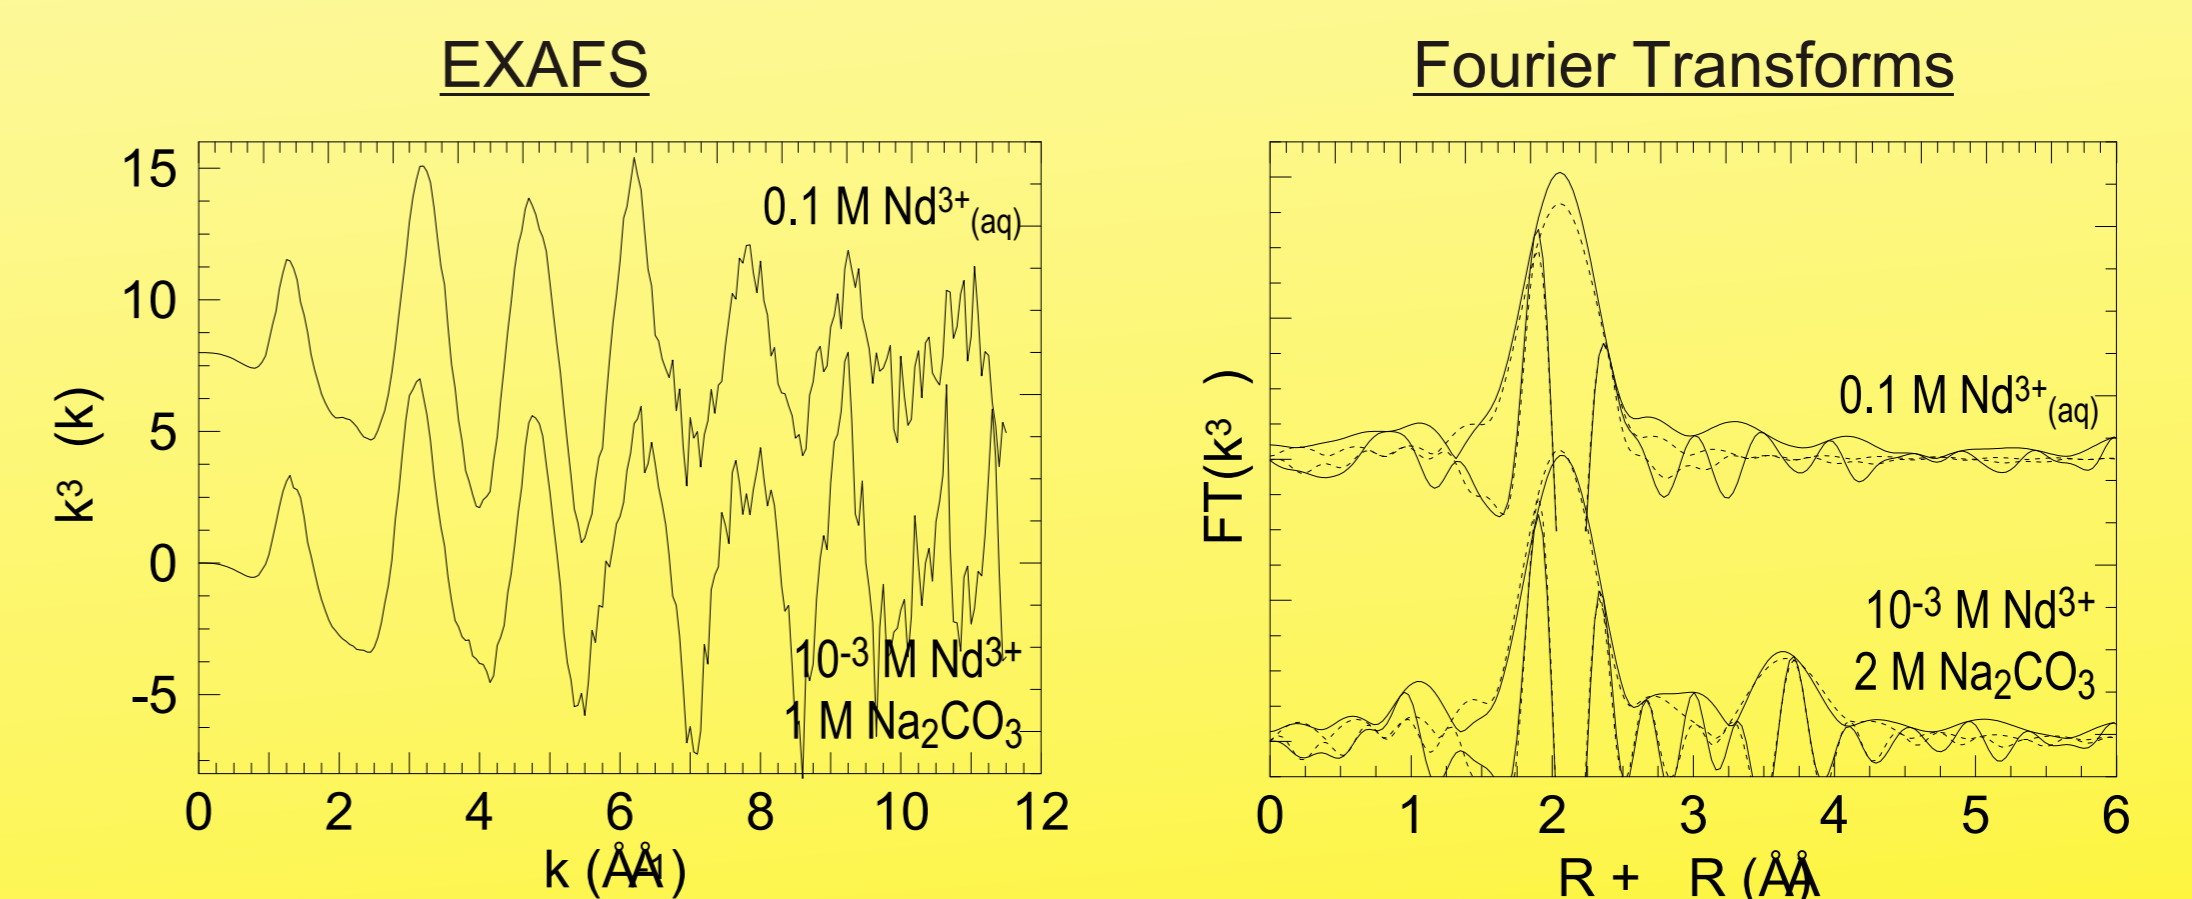 EXAFS
Fourier Transforms
15
10
5
0
-5
k³ (k)
0.1 M Nd³⁺(aq)
10⁻³ M Nd³⁺
1 M Na₂CO₃
0 2 4 6 8 10 12
k (Å⁻¹)
FT(k³ )
0.1 M Nd³⁺(aq)
10⁻³ M Nd³⁺
2 M Na₂CO₃
0 1 2 3 4 5 6
R + R (Å)